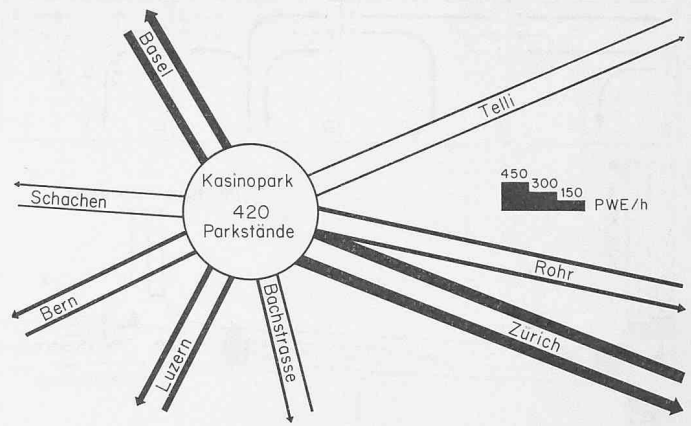 Basel
Telli
Kasinopark
420
Parkstände
Schachen
450
300
150
PWE/h
Bern
Luzern
Bachstrasse
Rohr
Zürich